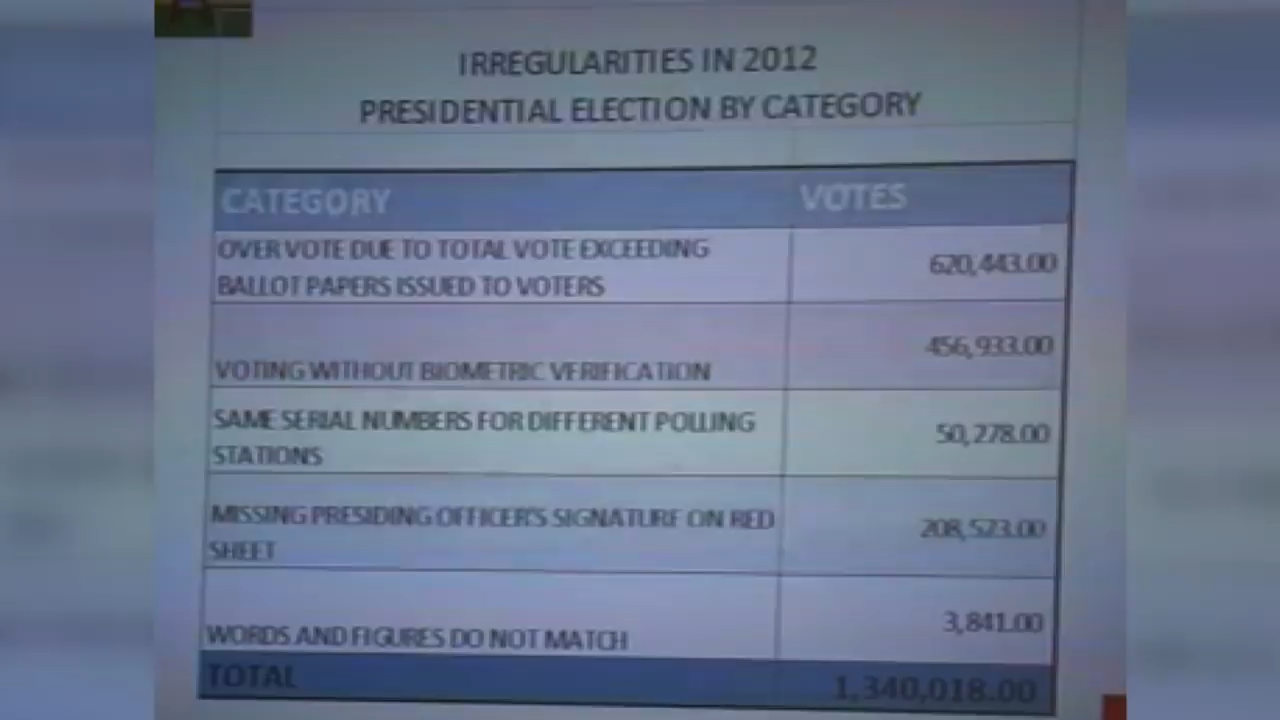 IRREGULARITIES IN 2012
PRESIDENTIAL ELECTION BY CATEGORY
CATEGORY VOTES
OVER VOTE DUE TO TOTAL VOTE EXCEEDING
BALLOT PAPERS ISSUED TO VOTERS
620,443.00
VOTING WITHOUT BIOMETRIC VERIFICATION
456,933.00
SAME SERIAL NUMBERS FOR DIFFERENT POLLING
STATIONS
50,278.00
MISSING PRESIDING OFFICER'S SIGNATURE ON RED
SHEET
208,523.00
WORDS AND FIGURES DO NOT MATCH
3,841.00
TOTAL 1,340,018.00